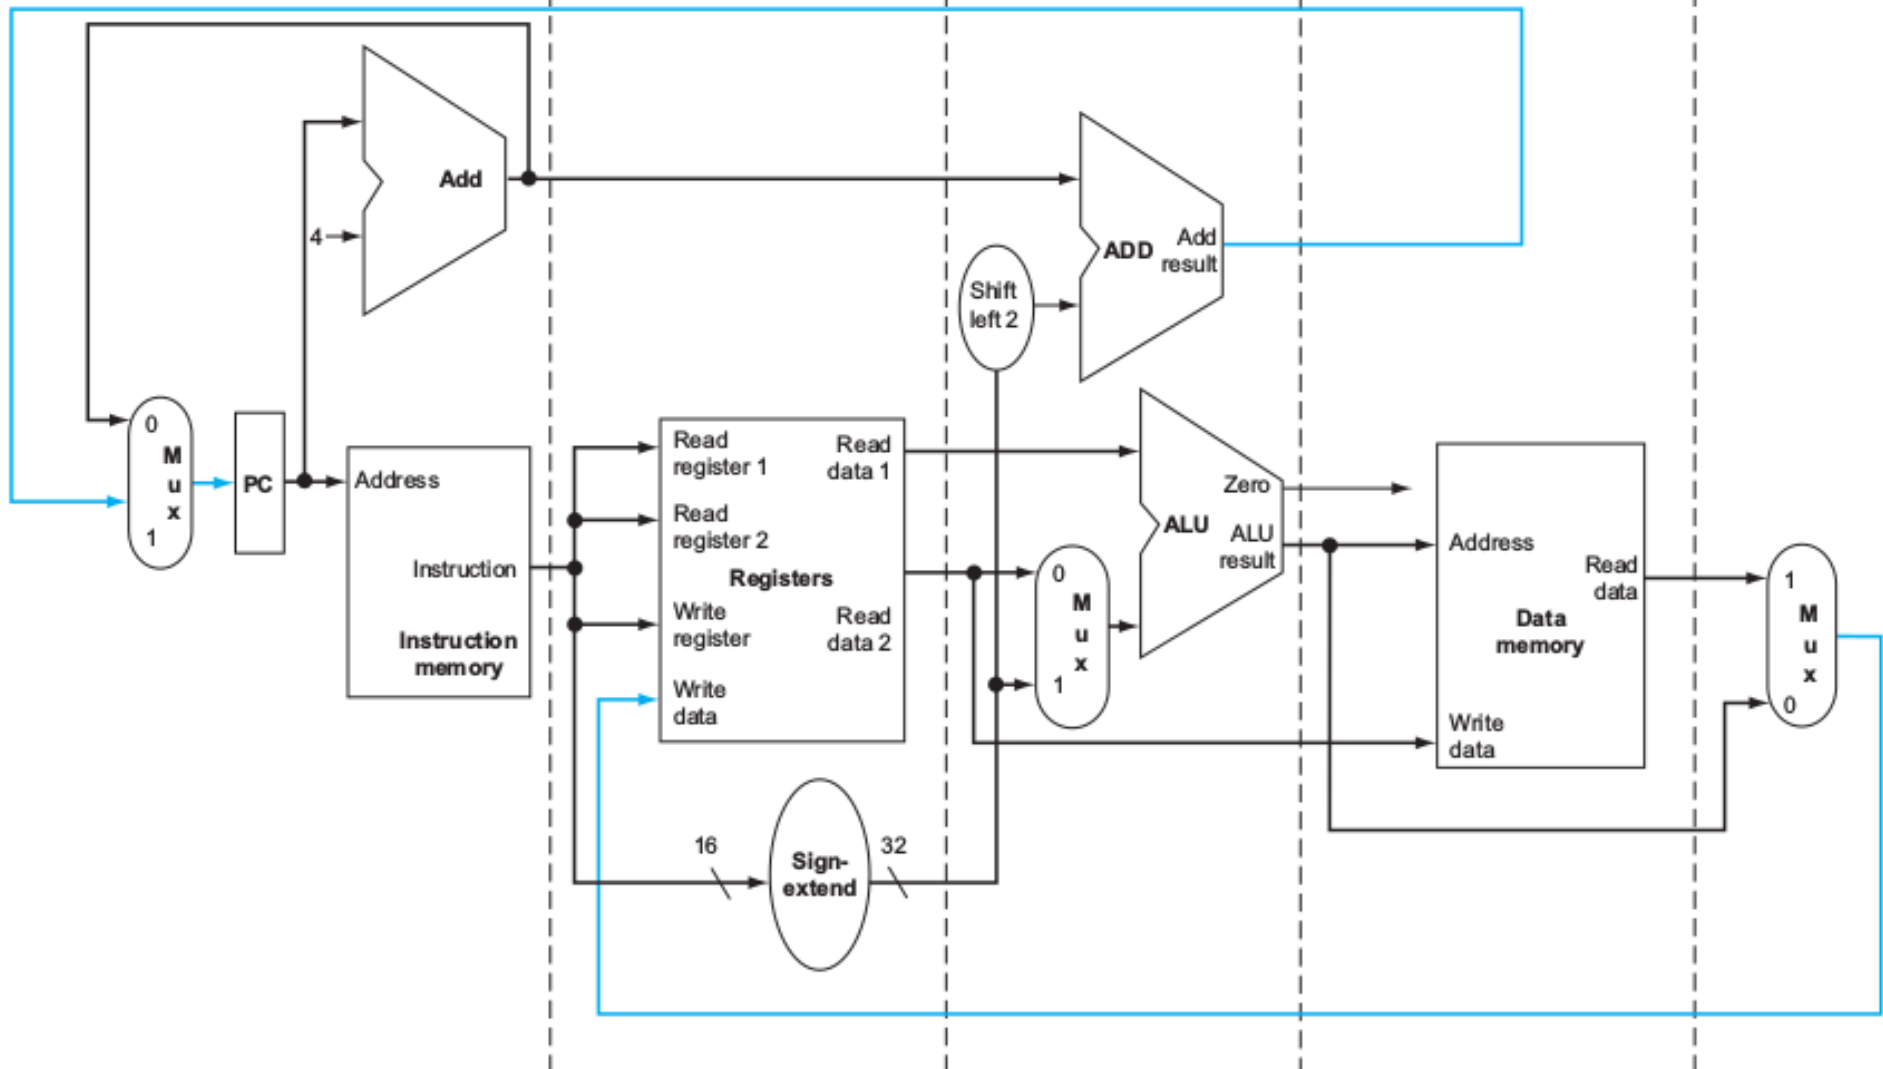 Add
4
0
M
u
x
1
PC
Address
Instruction
Instruction
memory
Read
register 1
Read
register 2
Registers
Write
register
Write
data
Read
data 1
Read
data 2
16
Sign-
extend
32
Shift
left 2
ADD
Add
result
0
M
u
x
1
ALU
Zero
ALU
result
Address
Read
data
Data
memory
Write
data
1
M
u
x
0